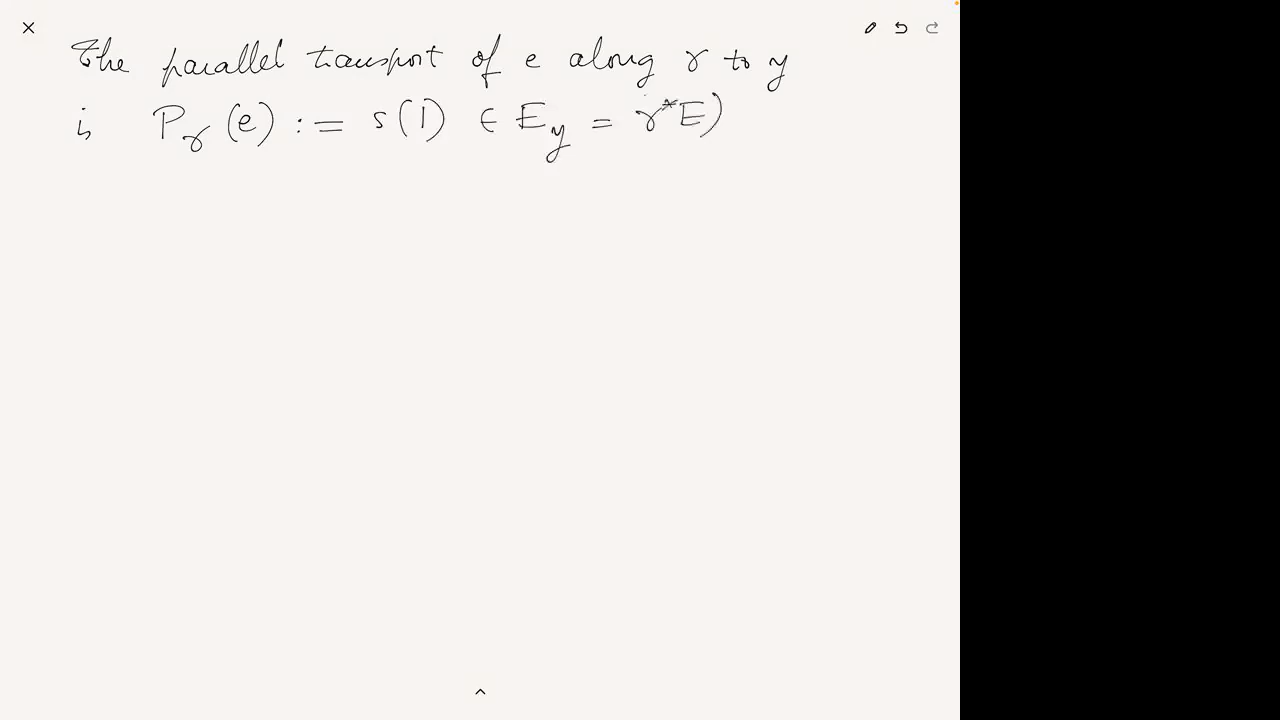 The parallel transport of e along γ to y
is P_γ(e) := s(1) ∈ E_y = γ*E)